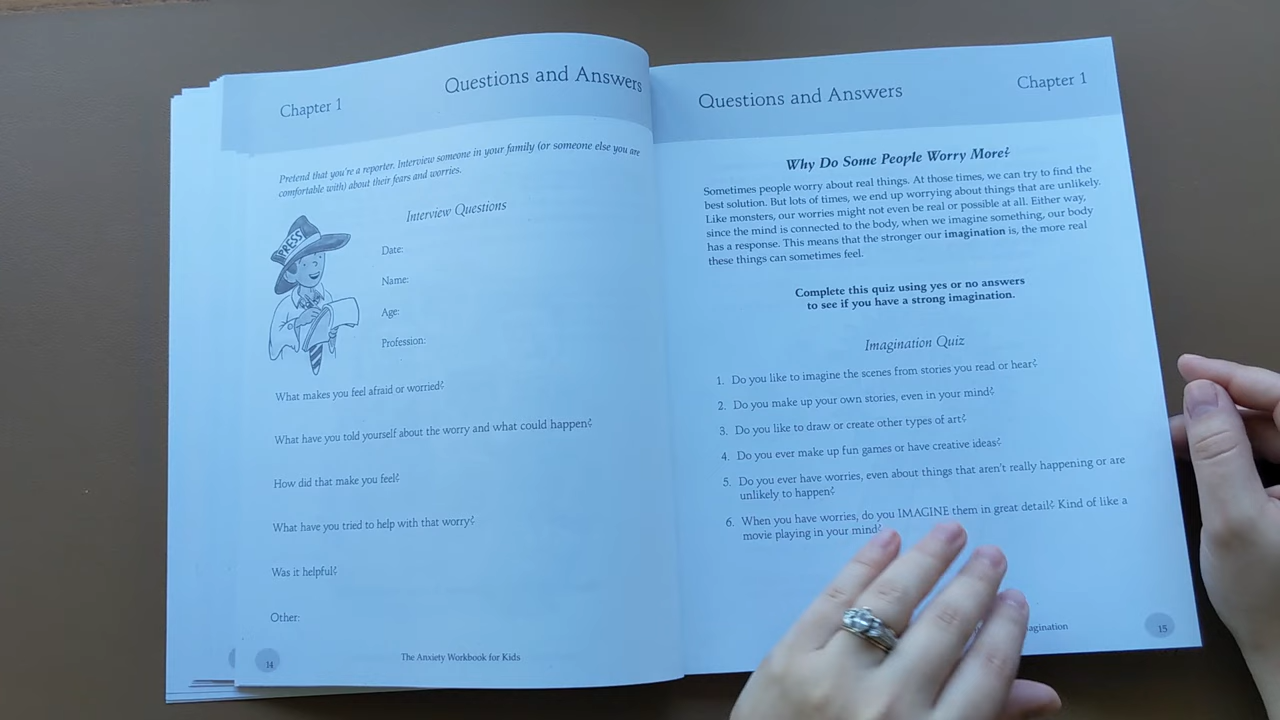 Chapter 1
Questions and Answers
Pretend that you're a reporter. Interview someone in your family (or someone else you are
comfortable with) about their fears and worries.
Interview Questions
PRESS
Date:
Name:
Age:
Profession:
What makes you feel afraid or worried?
What have you told yourself about the worry and what could happen?
How did that make you feel?
What have you tried to help with that worry?
Was it helpful?
Other:
14
The Anxiety Workbook for Kids
Questions and Answers
Chapter 1
Why Do Some People Worry More?
Sometimes people worry about real things. At those times, we can try to find the
best solution. But lots of times, we end up worrying about things that are unlikely.
Like monsters, our worries might not even be real or possible at all. Either way,
since the mind is connected to the body, when we imagine something, our body
has a response. This means that the stronger our imagination is, the more real
these things can sometimes feel.
Complete this quiz using yes or no answers
to see if you have a strong imagination.
Imagination Quiz
1. Do you like to imagine the scenes from stories you read or hear?
2. Do you make up your own stories, even in your mind?
3. Do you like to draw or create other types of art?
4. Do you ever make up fun games or have creative ideas?
5. Do you ever have worries, even about things that aren't really happening or are
unlikely to happen?
6. When you have worries, do you IMAGINE them in great detail? Kind of like a
movie playing in your mind?
15